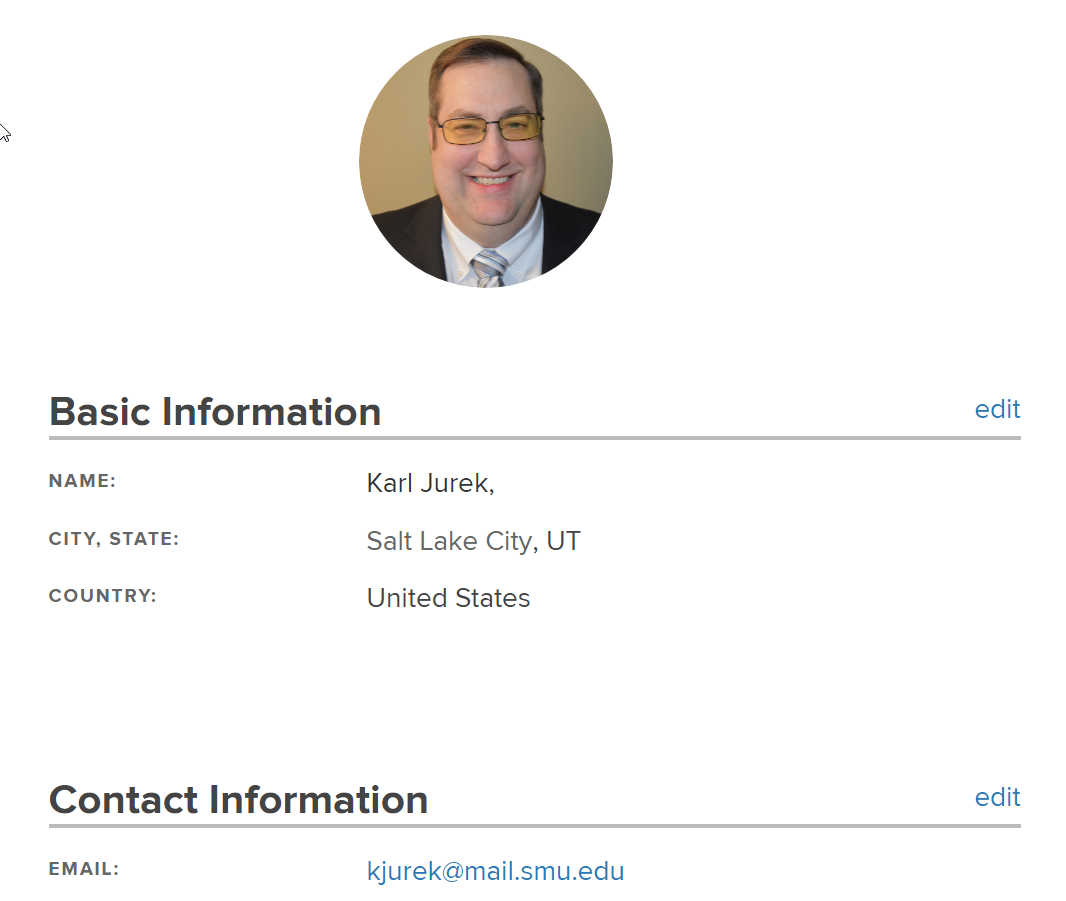 Basic Information edit
NAME: Karl Jurek,
CITY, STATE: Salt Lake City, UT
COUNTRY: United States
Contact Information edit
EMAIL: kjurek@mail.smu.edu